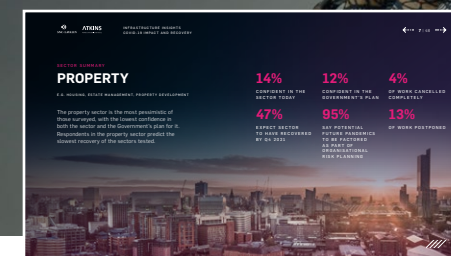 SNC·LAVALIN
ATKINS
INFRASTRUCTURE INSIGHTS
COVID-19 IMPACT AND RECOVERY
SECTOR SUMMARY
PROPERTY
E.G. HOUSING, ESTATE MANAGEMENT, PROPERTY DEVELOPMENT
The property sector is the most pessimistic of
those surveyed, with the lowest confidence in
both the sector and the Government's plan for it.
Respondents in the property sector predict the
slowest recovery of the sectors tested.
14%
CONFIDENT IN THE
SECTOR TODAY
12%
CONFIDENT IN THE
GOVERNMENT'S PLAN
4%
OF WORK CANCELLED
COMPLETELY
47%
EXPECT SECTOR
TO HAVE RECOVERED
BY Q4 2021
95%
SAY POTENTIAL
FUTURE PANDEMICS
TO BE FACTORED
AS PART OF
ORGANISATIONAL
RISK PLANNING
13%
OF WORK POSTPONED